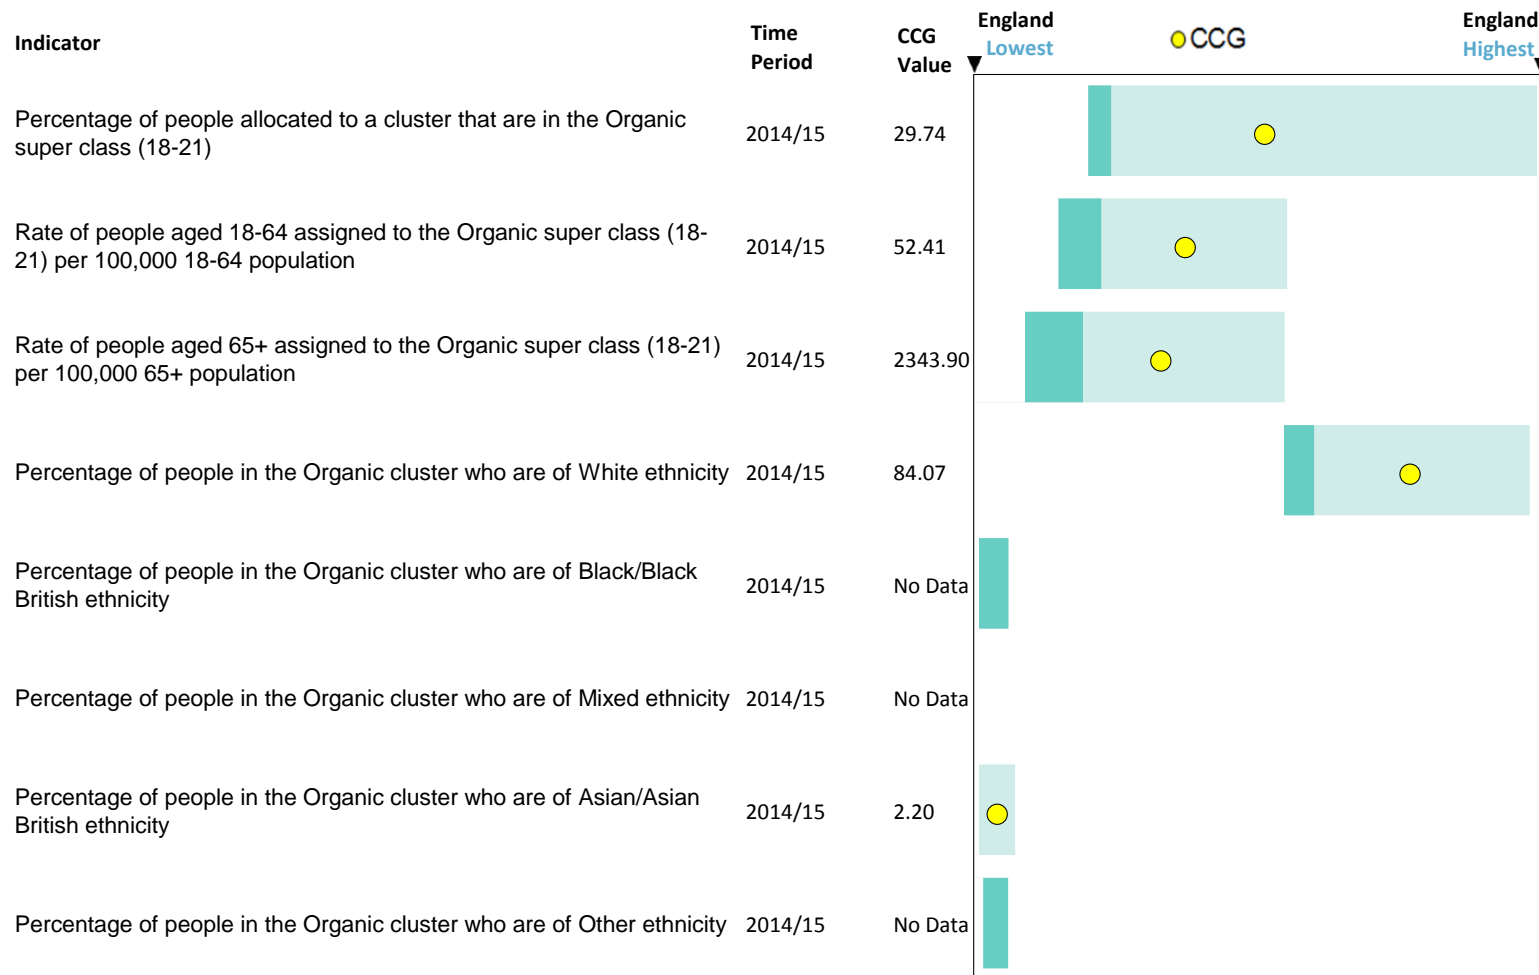 Indicator
Time
Period
CCG
Value
England
Lowest
CCG
England
Highest
Percentage of people allocated to a cluster that are in the Organic
super class (18-21)
2014/15
29.74
Rate of people aged 18-64 assigned to the Organic super class (18-
21) per 100,000 18-64 population
2014/15
52.41
Rate of people aged 65+ assigned to the Organic super class (18-21)
per 100,000 65+ population
2014/15
2343.90
Percentage of people in the Organic cluster who are of White ethnicity
2014/15
84.07
Percentage of people in the Organic cluster who are of Black/Black
British ethnicity
2014/15
No Data
Percentage of people in the Organic cluster who are of Mixed ethnicity
2014/15
No Data
Percentage of people in the Organic cluster who are of Asian/Asian
British ethnicity
2014/15
2.20
Percentage of people in the Organic cluster who are of Other ethnicity
2014/15
No Data